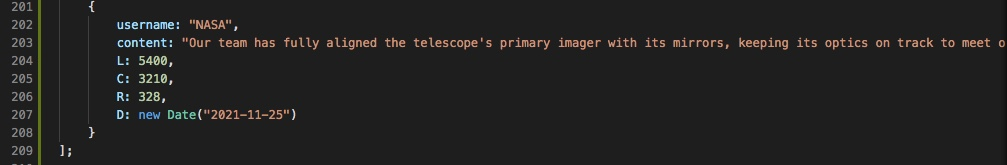 201 {
202 username: "NASA",
203 content: "Our team has fully aligned the telescope's primary imager with its mirrors, keeping its optics on track to meet o
204 L: 5400,
205 C: 3210,
206 R: 328,
207 D: new Date("2021-11-25")
208 }
209 ];